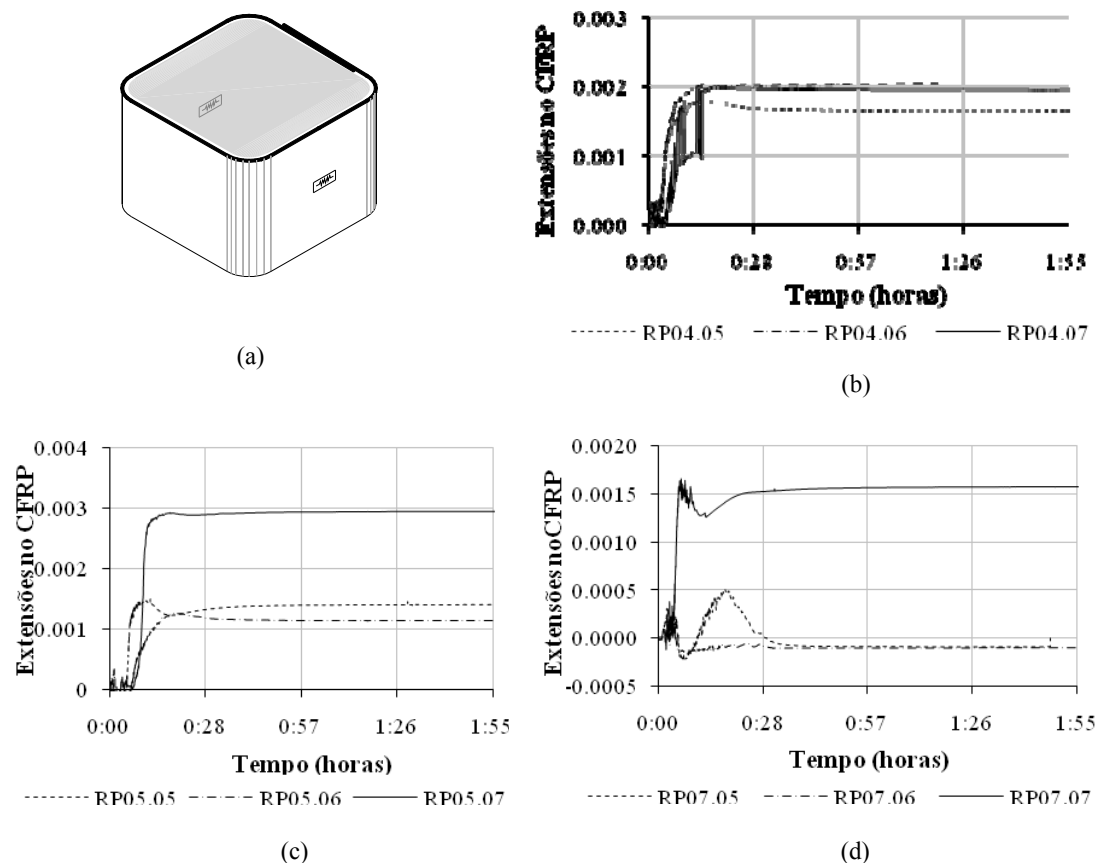 (a)
Extensões no CFRP
0.003
0.002
0.001
0.000
0:00 0:28 0:57 1:26 1:55
Tempo (horas)
RP04.05 RP04.06 RP04.07
(b)
Extensões no CFRP
0.004
0.003
0.002
0.001
0
0:00 0:28 0:57 1:26 1:55
Tempo (horas)
RP05.05 RP05.06 RP05.07
(c)
Extensões noCFRP
0.0020
0.0015
0.0010
0.0005
0.0000
-0.0005
0:00 0:28 0:57 1:26 1:55
Tempo (horas)
RP07.05 RP07.06 RP07.07
(d)